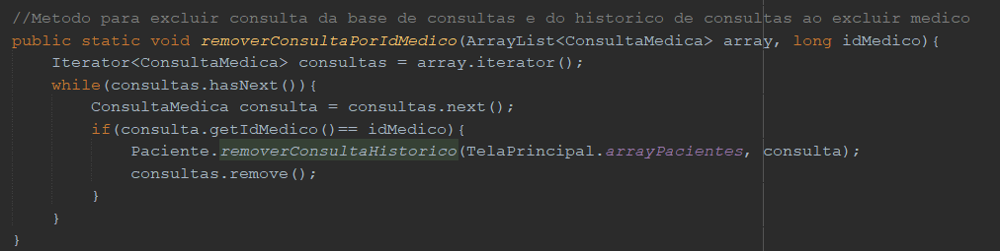 //Metodo para excluir consulta da base de consultas e do historico de consultas ao excluir medico
public static void removerConsultaPorIdMedico(ArrayList<ConsultaMedica> array, long idMedico){
    Iterator<ConsultaMedica> consultas = array.iterator();
    while(consultas.hasNext()){
        ConsultaMedica consulta = consultas.next();
        if(consulta.getIdMedico()== idMedico){
            Paciente.removerConsultaHistorico(TelaPrincipal.arrayPacientes, consulta);
            consultas.remove();
        }
    }
}